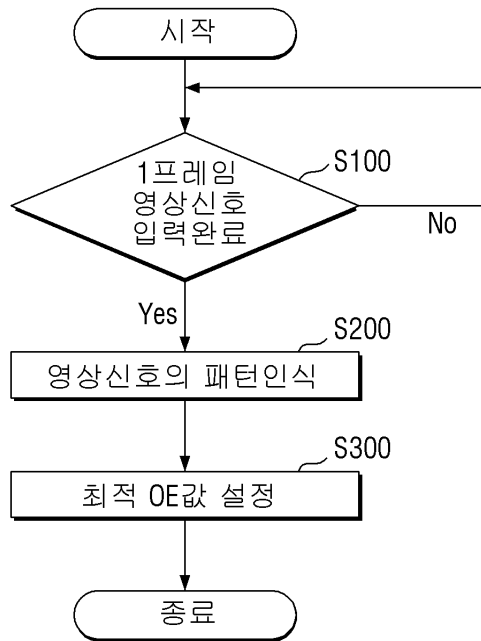 시작
S100
1프레임
영상신호
입력완료
No
Yes
S200
영상신호의 패턴인식
S300
최적 OE값 설정
종료